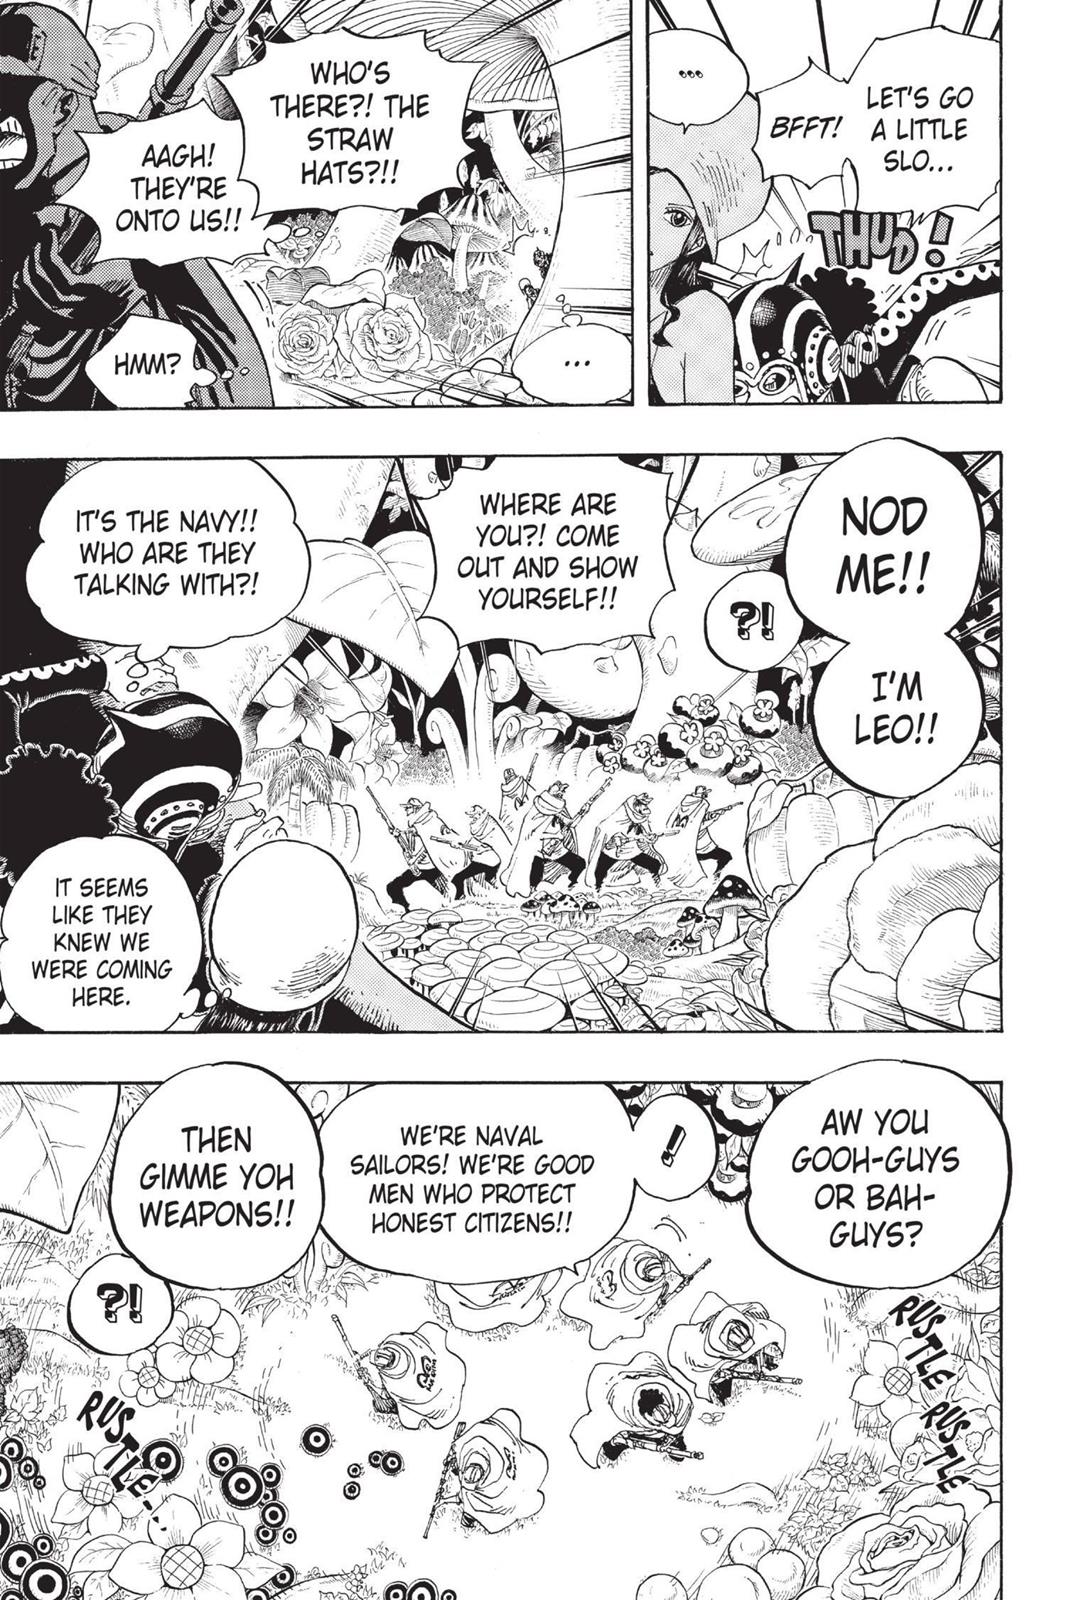 LET'S GO
A LITTLE
SLO...
BFFT!
...
THUD!
WHO'S
THERE?! THE
STRAW
HATS?!!
AAGH!
THEY'RE
ONTO US!!
...
HMM?
NOD
ME!!
I'M
LEO!!
?!
WHERE ARE
YOU?! COME
OUT AND SHOW
YOURSELF!!
IT'S THE NAVY!!
WHO ARE THEY
TALKING WITH?!
IT SEEMS
LIKE THEY
KNEW WE
WERE COMING
HERE.
AW YOU
GOOH-GUYS
OR BAH-
GUYS?
!
WE'RE NAVAL
SAILORS! WE'RE GOOD
MEN WHO PROTECT
HONEST CITIZENS!!
THEN
GIMME YOH
WEAPONS!!
?!
RUSTLE RUSTLE
RUSTLE...